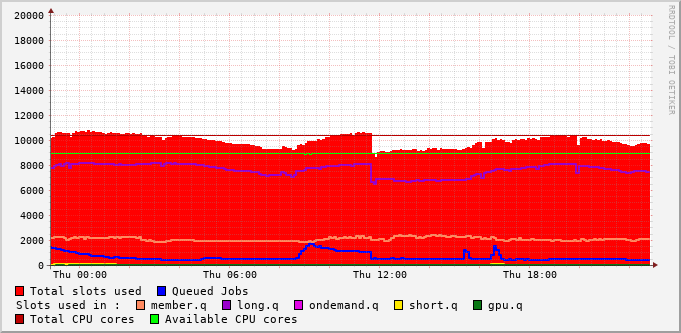 20000
18000
16000
14000
12000
10000
8000
6000
4000
2000
0
Thu 00:00 Thu 06:00 Thu 12:00 Thu 18:00
RRDTOOL / TOBI OETIKER
Total slots used Queued Jobs
Slots used in : member.q long.q ondemand.q short.q gpu.q
Total CPU cores Available CPU cores